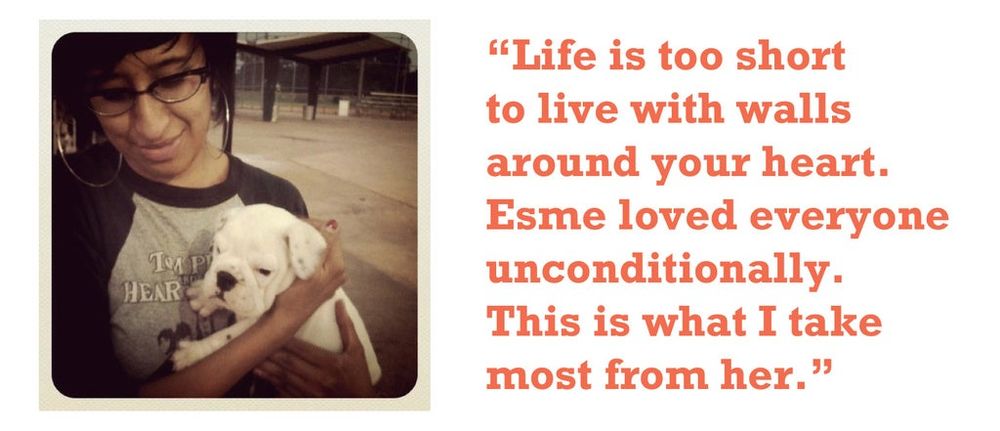 “Life is too short
to live with walls
around your heart.
Esme loved everyone
unconditionally.
This is what I take
most from her.”